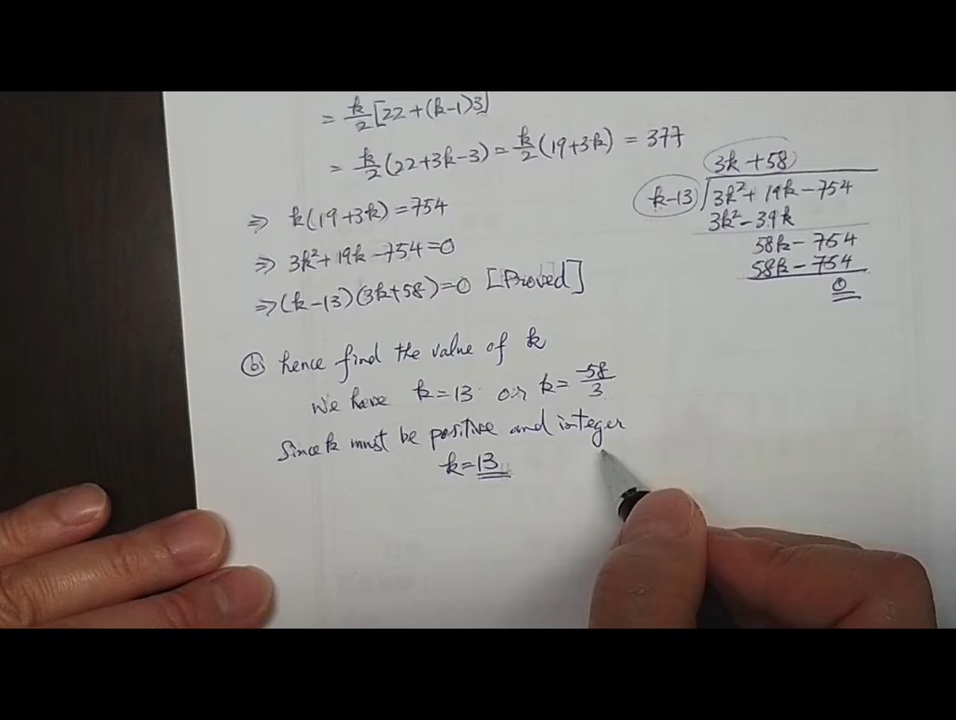 = k/2 [22 + (k-1)3]
= k/2 (22+3k-3) = k/2 (19+3k) = 377
⇒ k(19+3k) = 754
⇒ 3k² + 19k - 754 = 0
⇒ (k-13)(3k+58) = 0 [Proved]
3k + 58
k-13 ) 3k² + 19k - 754
3k² - 39k
58k - 754
58k - 754
0
ⓑ hence find the value of k
We have k = 13 or k = -58/3
Since k must be positive and integer
k = 13